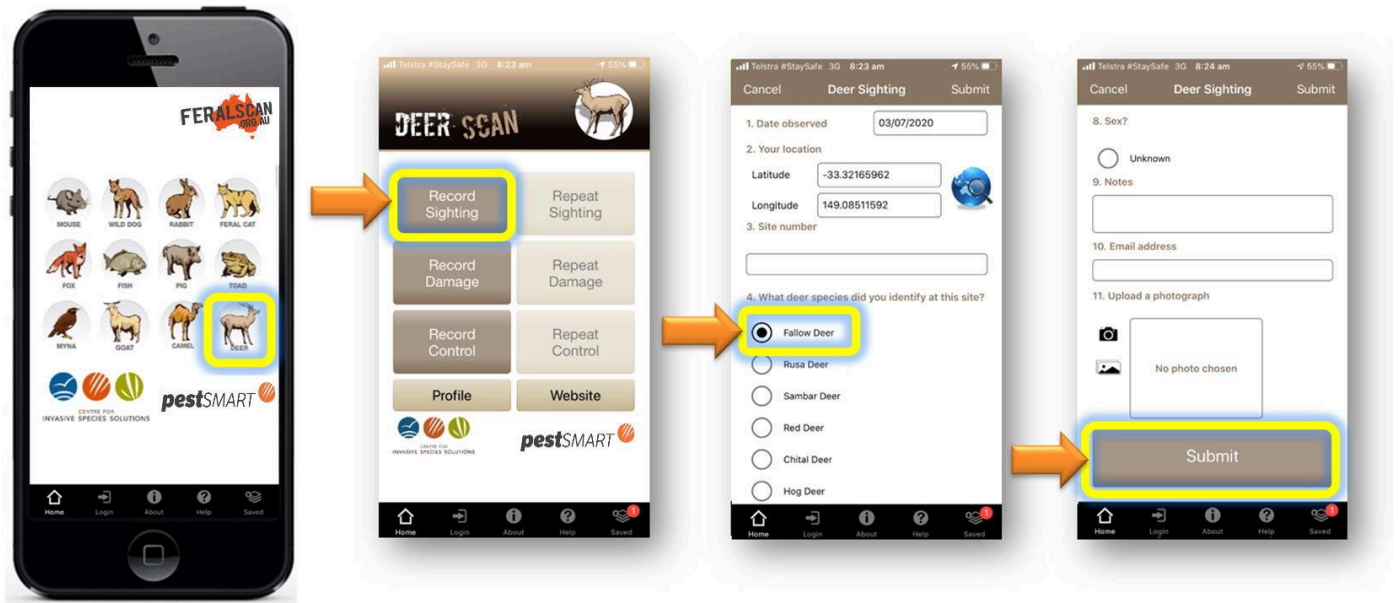 FERALSCAN
.ORG.AU
MOUSE
WILD DOG
RABBIT
FERAL CAT
FOX
FISH
PIG
TOAD
MYNA
GOAT
CAMEL
DEER
CENTRE FOR
INVASIVE SPECIES SOLUTIONS
pestSMART
Home
Login
About
Help
Saved
Telstra #StaySafe 3G 8:23 am 55%
DEER SCAN
Record
Sighting
Repeat
Sighting
Record
Damage
Repeat
Damage
Record
Control
Repeat
Control
Profile
Website
CENTRE FOR
INVASIVE SPECIES SOLUTIONS
pestSMART
1
Home
Login
About
Help
Saved
Telstra #StaySafe 3G 8:23 am 55%
Cancel
Deer Sighting
Submit
1. Date observed
03/07/2020
2. Your location
Latitude
-33.32165962
Longitude
149.08511592
3. Site number
4. What deer species did you identify at this site?
Fallow Deer
Rusa Deer
Sambar Deer
Red Deer
Chital Deer
Hog Deer
1
Home
Login
About
Help
Saved
Telstra #StaySafe 3G 8:24 am 55%
Cancel
Deer Sighting
Submit
8. Sex?
Unknown
9. Notes
10. Email address
11. Upload a photograph
No photo chosen
Submit
1
Home
Login
About
Help
Saved